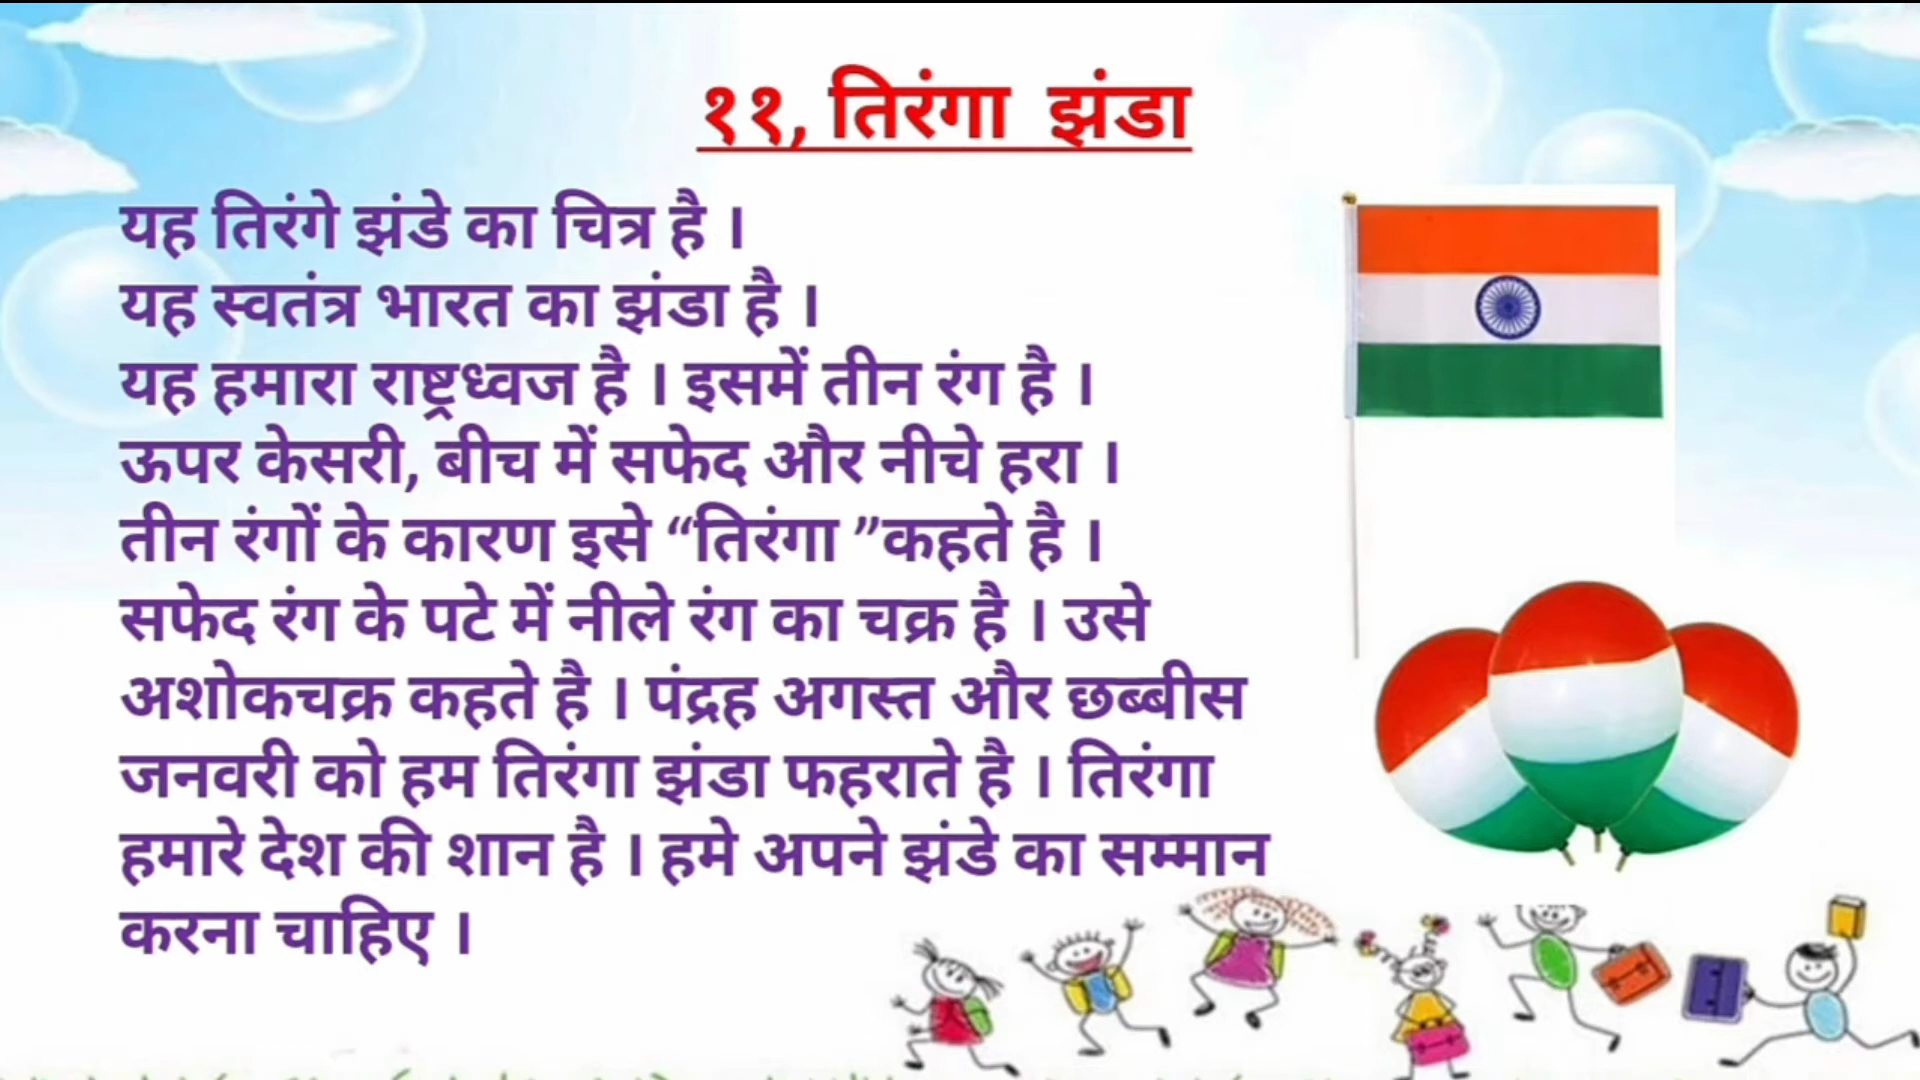 ११, तिरंगा झंडा
यह तिरंगे झंडे का चित्र है ।
यह स्वतंत्र भारत का झंडा है ।
यह हमारा राष्ट्रध्वज है । इसमें तीन रंग है ।
ऊपर केसरी, बीच में सफेद और नीचे हरा ।
तीन रंगों के कारण इसे “तिरंगा ”कहते है ।
सफेद रंग के पटे में नीले रंग का चक्र है । उसे
अशोकचक्र कहते है । पंद्रह अगस्त और छब्बीस
जनवरी को हम तिरंगा झंडा फहराते है । तिरंगा
हमारे देश की शान है । हमे अपने झंडे का सम्मान
करना चाहिए ।